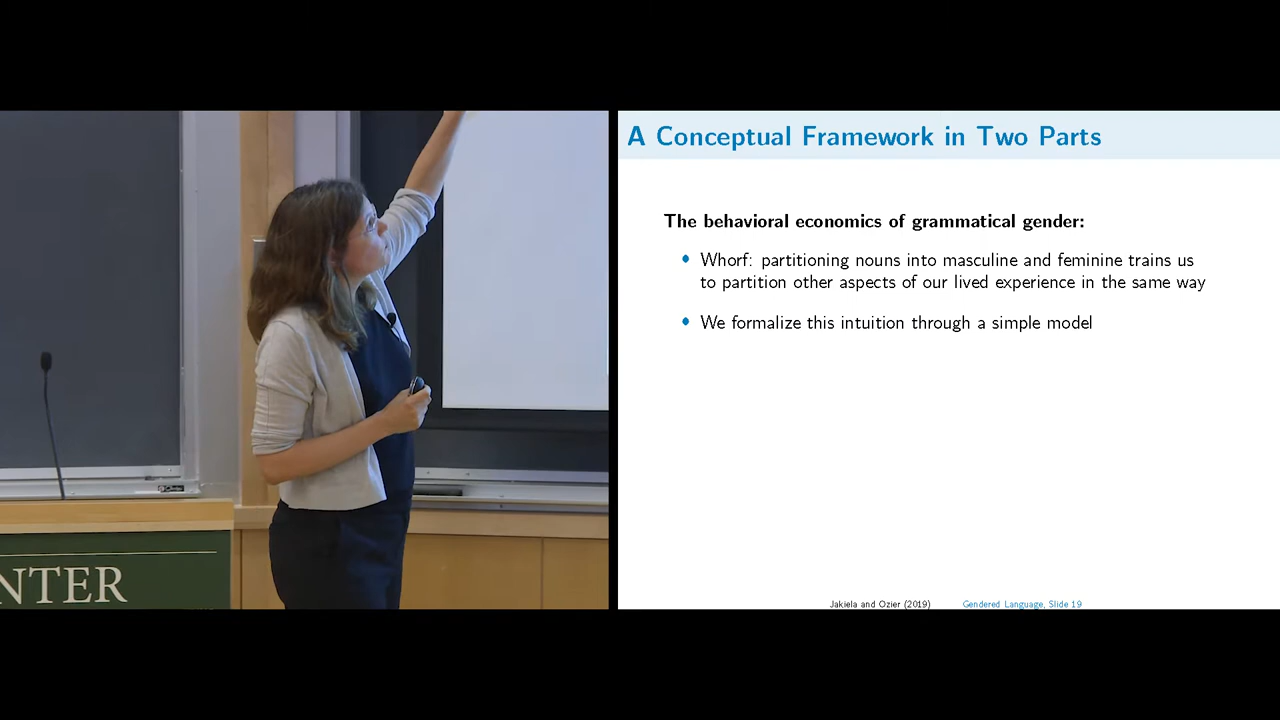 A Conceptual Framework in Two Parts
The behavioral economics of grammatical gender:
Whorf: partitioning nouns into masculine and feminine trains us
to partition other aspects of our lived experience in the same way
We formalize this intuition through a simple model
Jakiela and Ozier (2019) Gendered Language, Slide 19
NTER